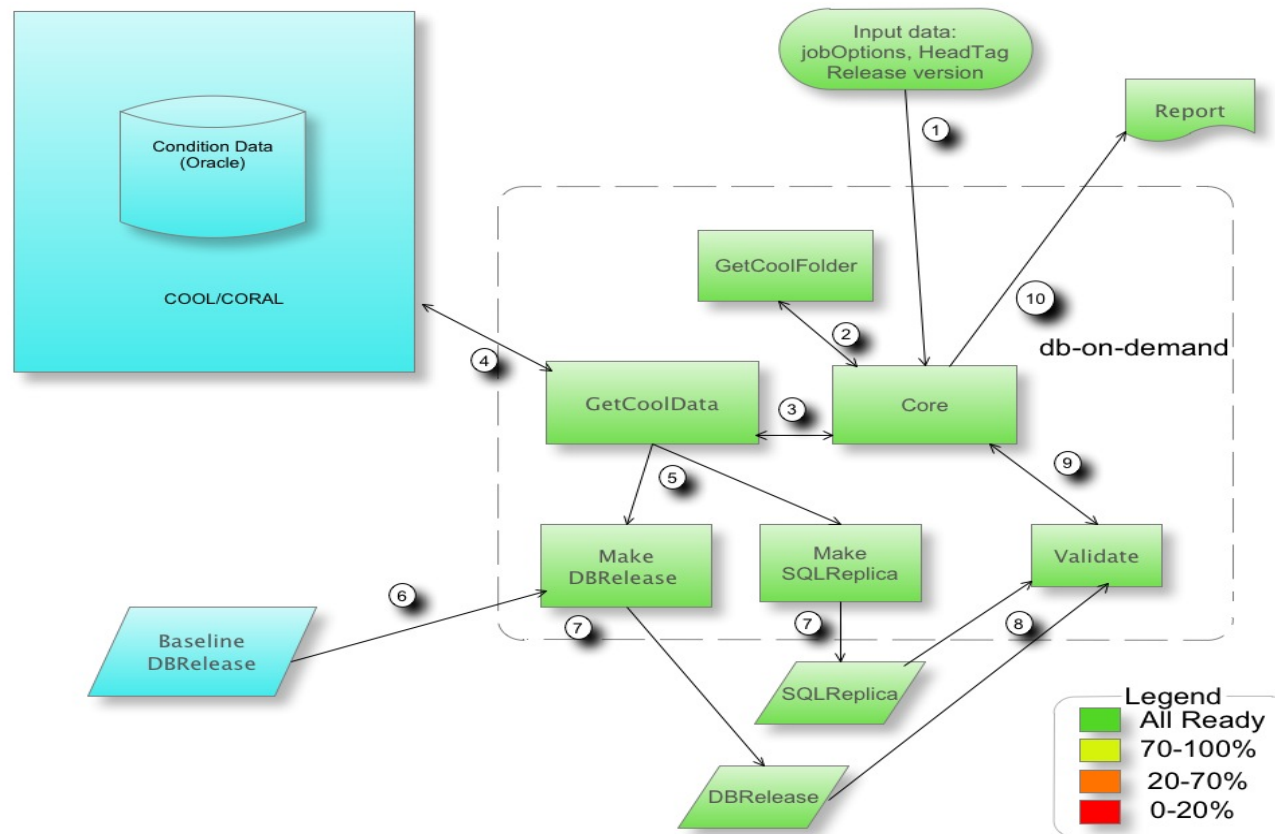 Input data:
jobOptions, HeadTag
Release version
Report
1
Condition Data
(Oracle)
COOL/CORAL
GetCoolFolder
2
10
db-on-demand
4
GetCoolData
3
Core
5
9
Make
DBRelease
Make
SQLReplica
Validate
6
7
7
8
Baseline
DBRelease
SQLReplica
DBRelease
Legend
All Ready
70-100%
20-70%
0-20%